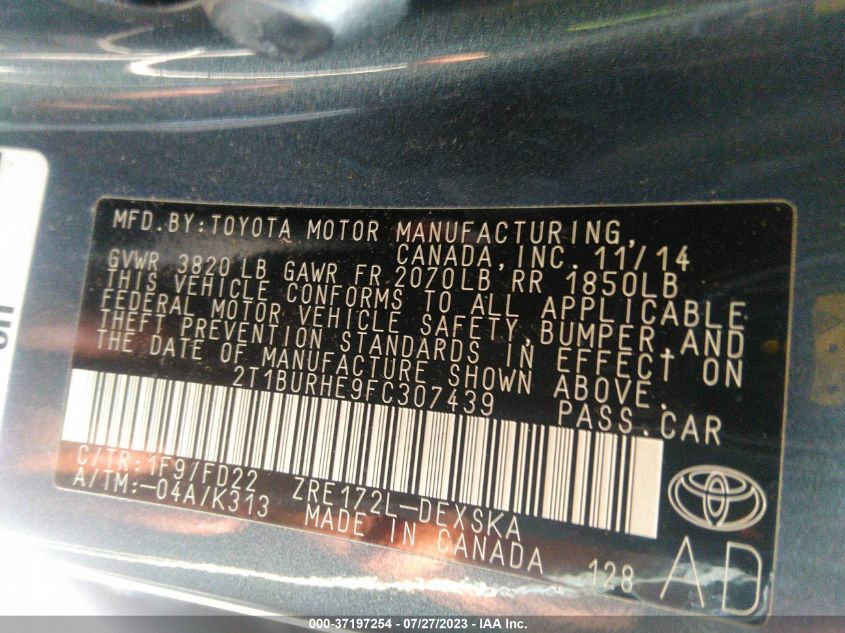 MFD.BY:TOYOTA MOTOR MANUFACTURING,
CANADA, INC. 11/14
GVWR 3820 LB GAWR FR 2070LB RR 1850LB
THIS VEHICLE CONFORMS TO ALL APPLICABLE
FEDERAL MOTOR VEHICLE SAFETY, BUMPER, AND
THEFT PREVENTION STANDARDS IN EFFECT ON
THE DATE OF MANUFACTURE SHOWN ABOVE.
2T1BURHE9FC307439 PASS.CAR
C/TR:1F9/FD22 ZRE172L-DEXSKA
A/TM:-04A/K313 MADE IN CANADA 128
AD
000-37197254 - 07/27/2023 - IAA Inc.